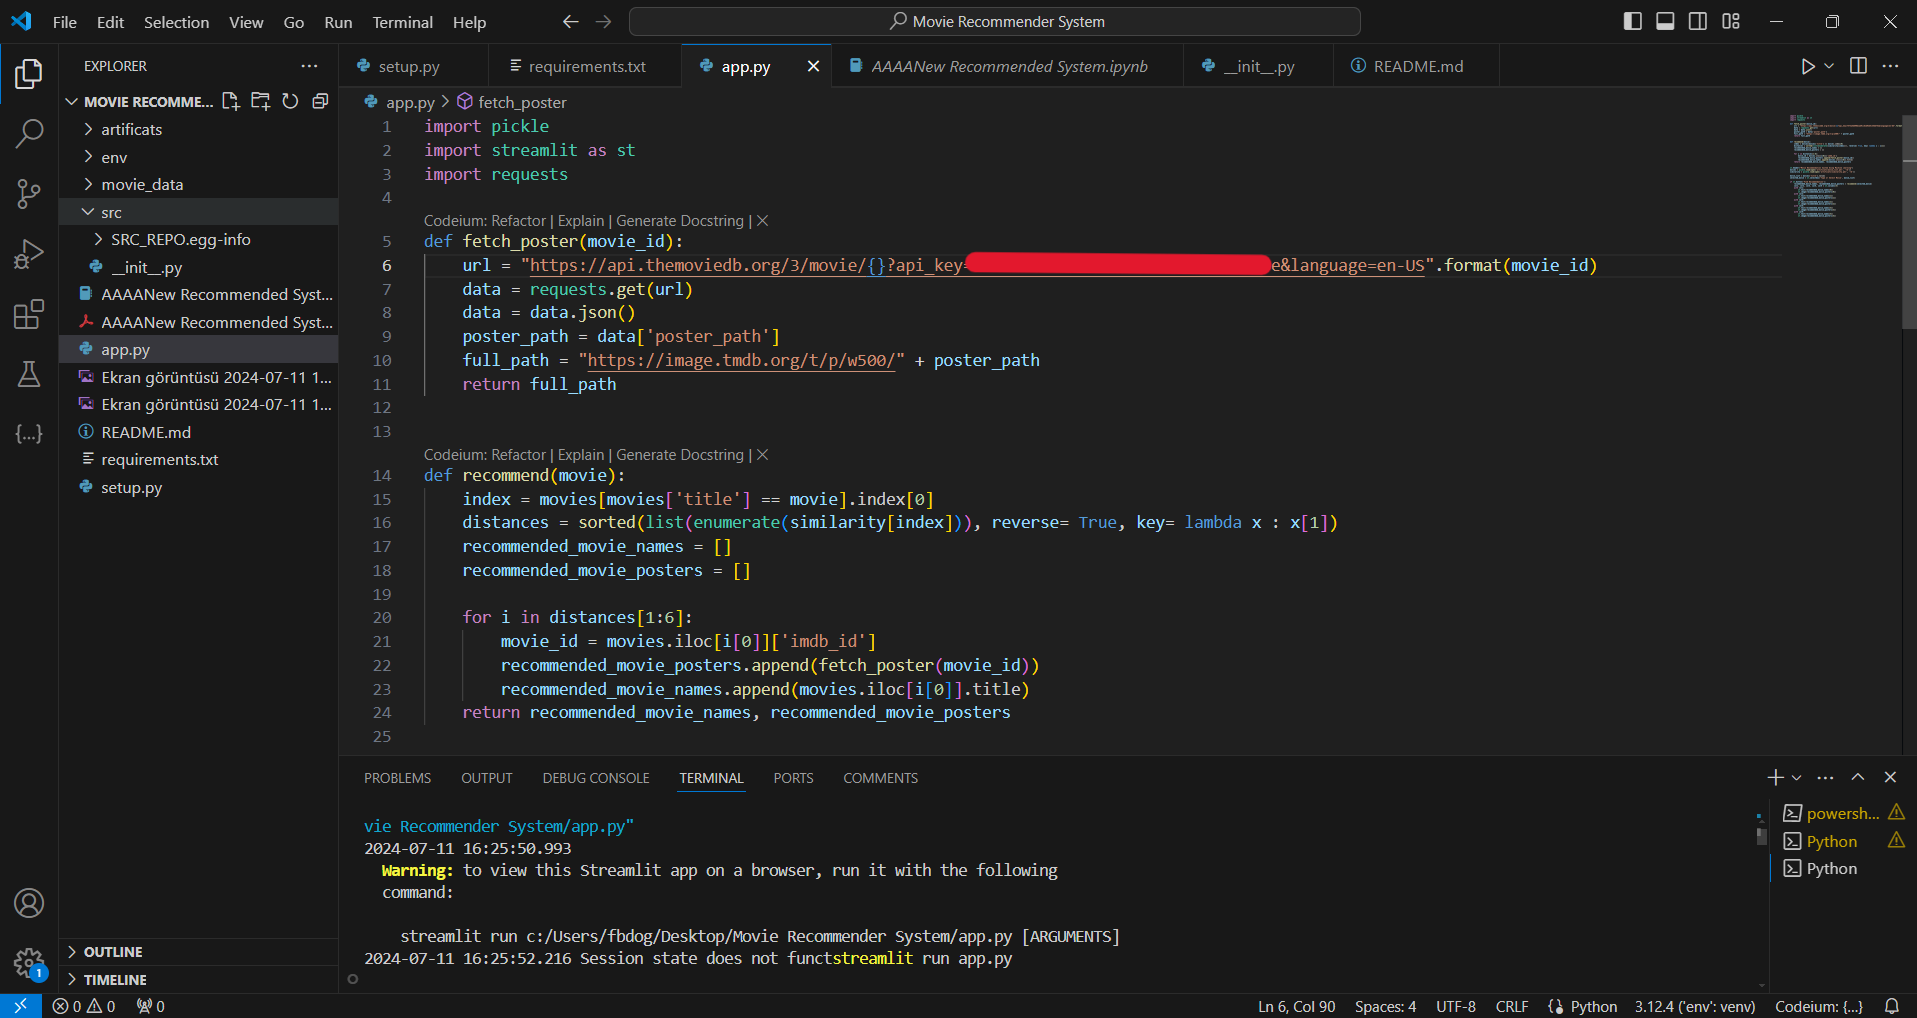 File Edit Selection View Go Run Terminal Help
Movie Recommender System
EXPLORER
MOVIE RECOMME...
artificats
env
movie_data
src
SRC_REPO.egg-info
__init__.py
AAAANew Recommended Syst...
AAAANew Recommended Syst...
app.py
Ekran görüntüsü 2024-07-11 1...
Ekran görüntüsü 2024-07-11 1...
README.md
requirements.txt
setup.py
OUTLINE
TIMELINE
setup.py requirements.txt app.py AAAANew Recommended System.ipynb __init__.py README.md
app.py > fetch_poster
1 import pickle
2 import streamlit as st
3 import requests
4
Codeium: Refactor | Explain | Generate Docstring | X
5 def fetch_poster(movie_id):
6 url = "https://api.themoviedb.org/3/movie/{}?api_key= e&language=en-US".format(movie_id)
7 data = requests.get(url)
8 data = data.json()
9 poster_path = data['poster_path']
10 full_path = "https://image.tmdb.org/t/p/w500/" + poster_path
11 return full_path
12
13
Codeium: Refactor | Explain | Generate Docstring | X
14 def recommend(movie):
15 index = movies[movies['title'] == movie].index[0]
16 distances = sorted(list(enumerate(similarity[index])), reverse= True, key= lambda x : x[1])
17 recommended_movie_names = []
18 recommended_movie_posters = []
19
20 for i in distances[1:6]:
21 movie_id = movies.iloc[i[0]]['imdb_id']
22 recommended_movie_posters.append(fetch_poster(movie_id))
23 recommended_movie_names.append(movies.iloc[i[0]].title)
24 return recommended_movie_names, recommended_movie_posters
25
PROBLEMS OUTPUT DEBUG CONSOLE TERMINAL PORTS COMMENTS
vie Recommender System/app.py"
2024-07-11 16:25:50.993
Warning: to view this Streamlit app on a browser, run it with the following
command:
streamlit run c:/Users/fbdog/Desktop/Movie Recommender System/app.py [ARGUMENTS]
2024-07-11 16:25:52.216 Session state does not functstreamlit run app.py
powersh...
Python
Python
1
0 0 0
Ln 6, Col 90 Spaces: 4 UTF-8 CRLF Python 3.12.4 ('env': venv) Codeium: {...}